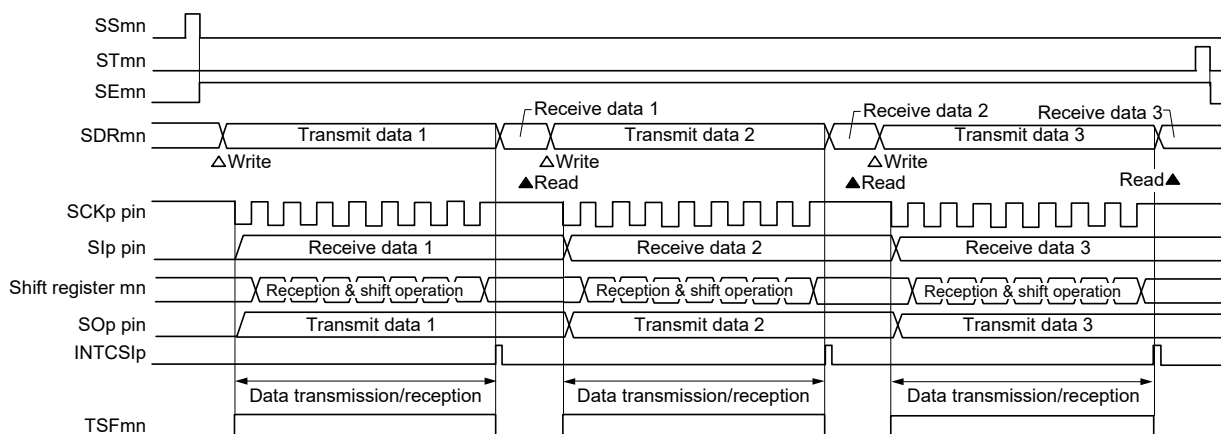 SSmn
STmn
SEmn
Receive data 1
Receive data 2
Receive data 3
SDRmn
Transmit data 1
Transmit data 2
Transmit data 3
Write
Write
Write
Read
Read
Read
SCKp pin
SIp pin
Receive data 1
Receive data 2
Receive data 3
Shift register mn
Reception & shift operation
Reception & shift operation
Reception & shift operation
SOp pin
Transmit data 1
Transmit data 2
Transmit data 3
INTCSIp
Data transmission/reception
Data transmission/reception
Data transmission/reception
TSFmn